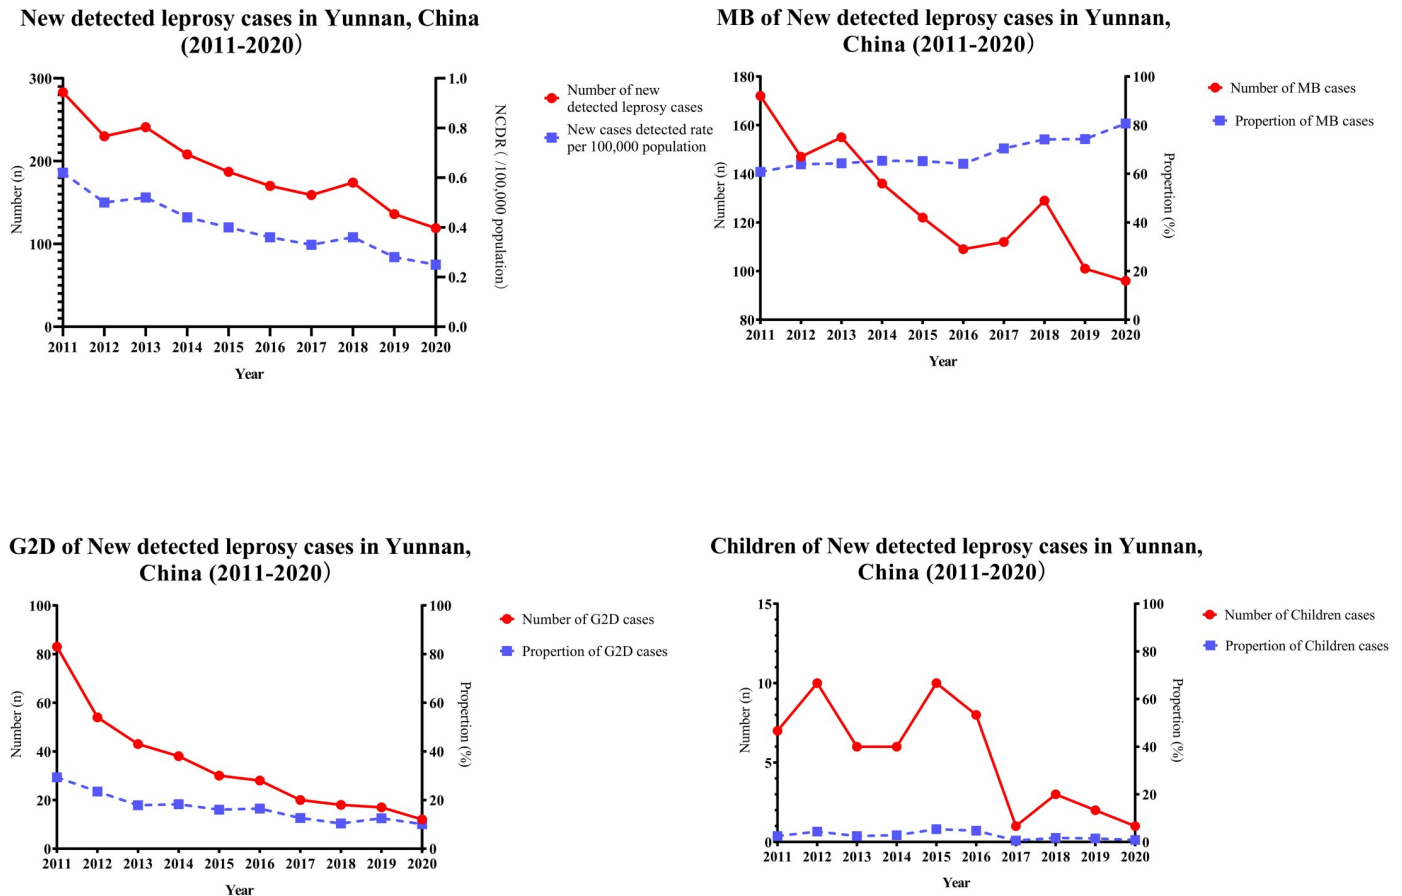 New detected leprosy cases in Yunnan, China
(2011-2020）
300
200
100
0
Number (n)
1.0
0.8
0.6
0.4
0.2
0.0
NCDR（ /100,000 population）
2011 2012 2013 2014 2015 2016 2017 2018 2019 2020
Year
Number of new
detected leprosy cases
New cases detected rate
per 100,000 population
MB of New detected leprosy cases in Yunnan,
China (2011-2020）
180
160
140
120
100
80
Number (n)
100
80
60
40
20
0
Propertion (%)
2011 2012 2013 2014 2015 2016 2017 2018 2019 2020
Year
Number of MB cases
Propertion of MB cases
G2D of New detected leprosy cases in Yunnan,
China (2011-2020）
100
80
60
40
20
0
Number (n)
100
80
60
40
20
0
Propertion (%)
2011 2012 2013 2014 2015 2016 2017 2018 2019 2020
Year
Number of G2D cases
Propertion of G2D cases
Children of New detected leprosy cases in Yunnan,
China (2011-2020）
15
10
5
0
Number (n)
100
80
60
40
20
0
Propertion (%)
2011 2012 2013 2014 2015 2016 2017 2018 2019 2020
Year
Number of Children cases
Propertion of Children cases